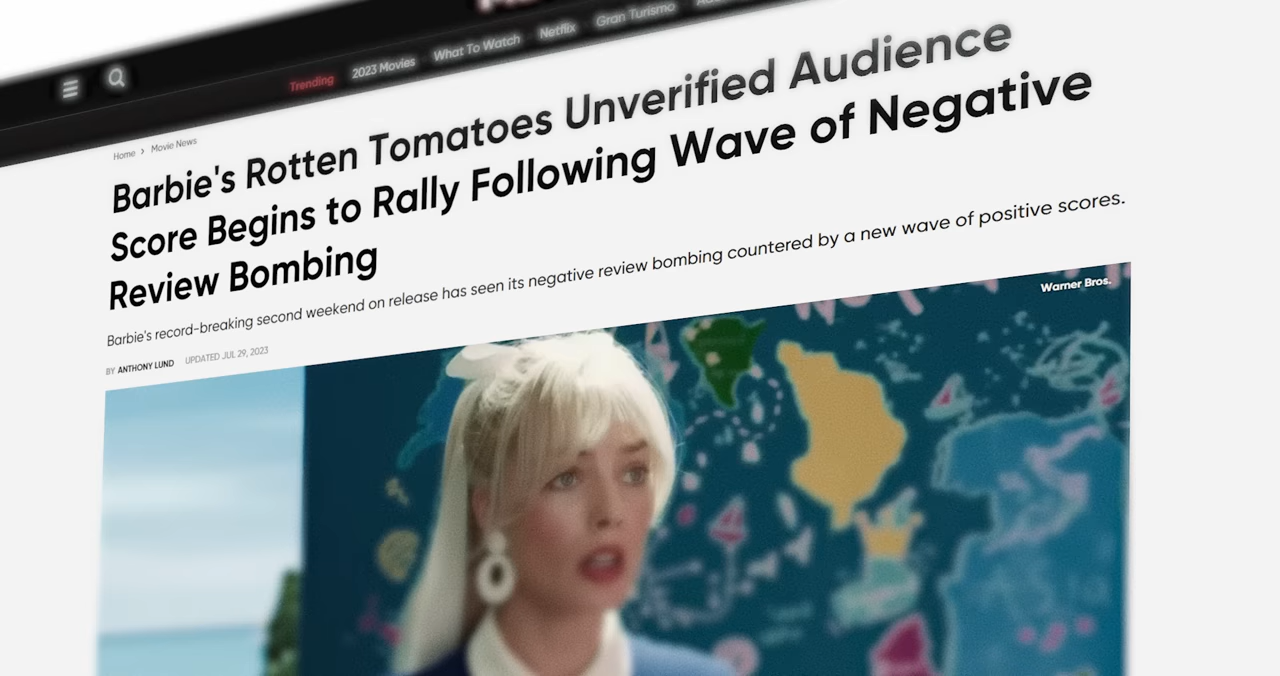 Trending 2023 Movies What To Watch Netflix Gran Turismo
Home > Movie News
Barbie's Rotten Tomatoes Unverified Audience
Score Begins to Rally Following Wave of Negative
Review Bombing
Barbie's record-breaking second weekend on release has seen its negative review bombing countered by a new wave of positive scores.
BY ANTHONY LUND UPDATED JUL 29, 2023
Warner Bros.